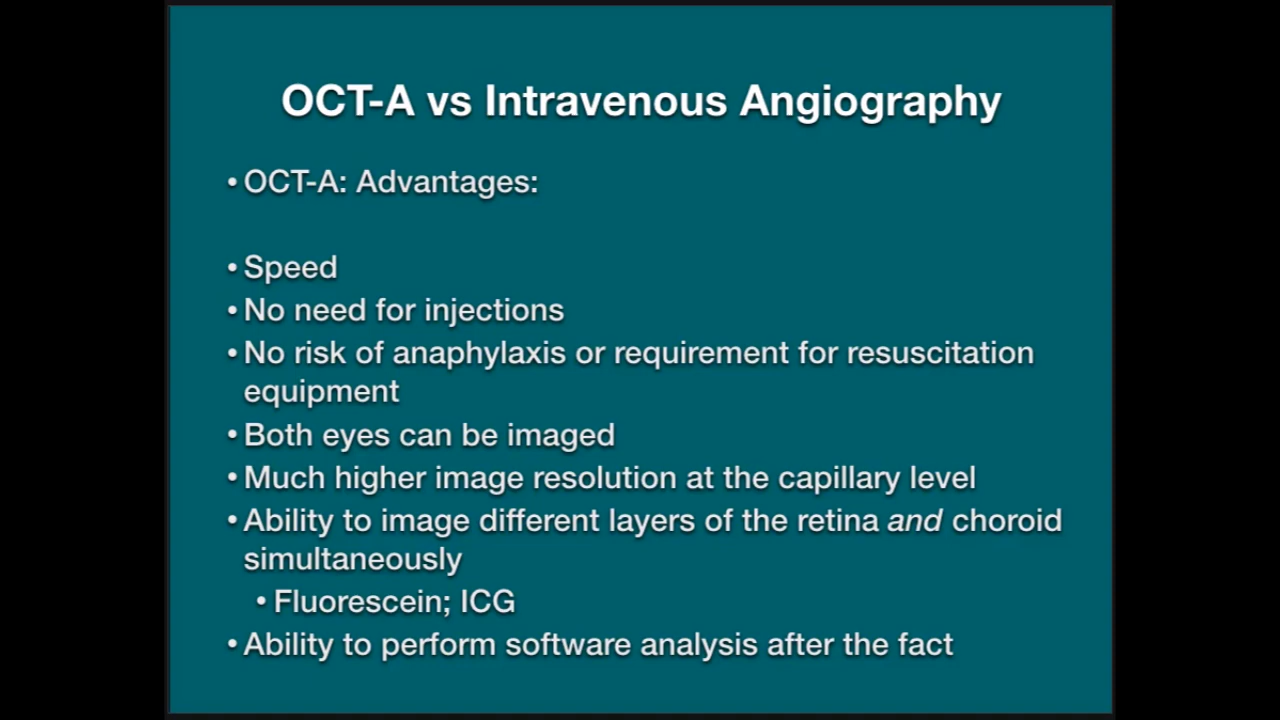 OCT-A vs Intravenous Angiography
• OCT-A: Advantages:
• Speed
• No need for injections
• No risk of anaphylaxis or requirement for resuscitation
equipment
• Both eyes can be imaged
• Much higher image resolution at the capillary level
• Ability to image different layers of the retina and choroid
simultaneously
• Fluorescein; ICG
• Ability to perform software analysis after the fact